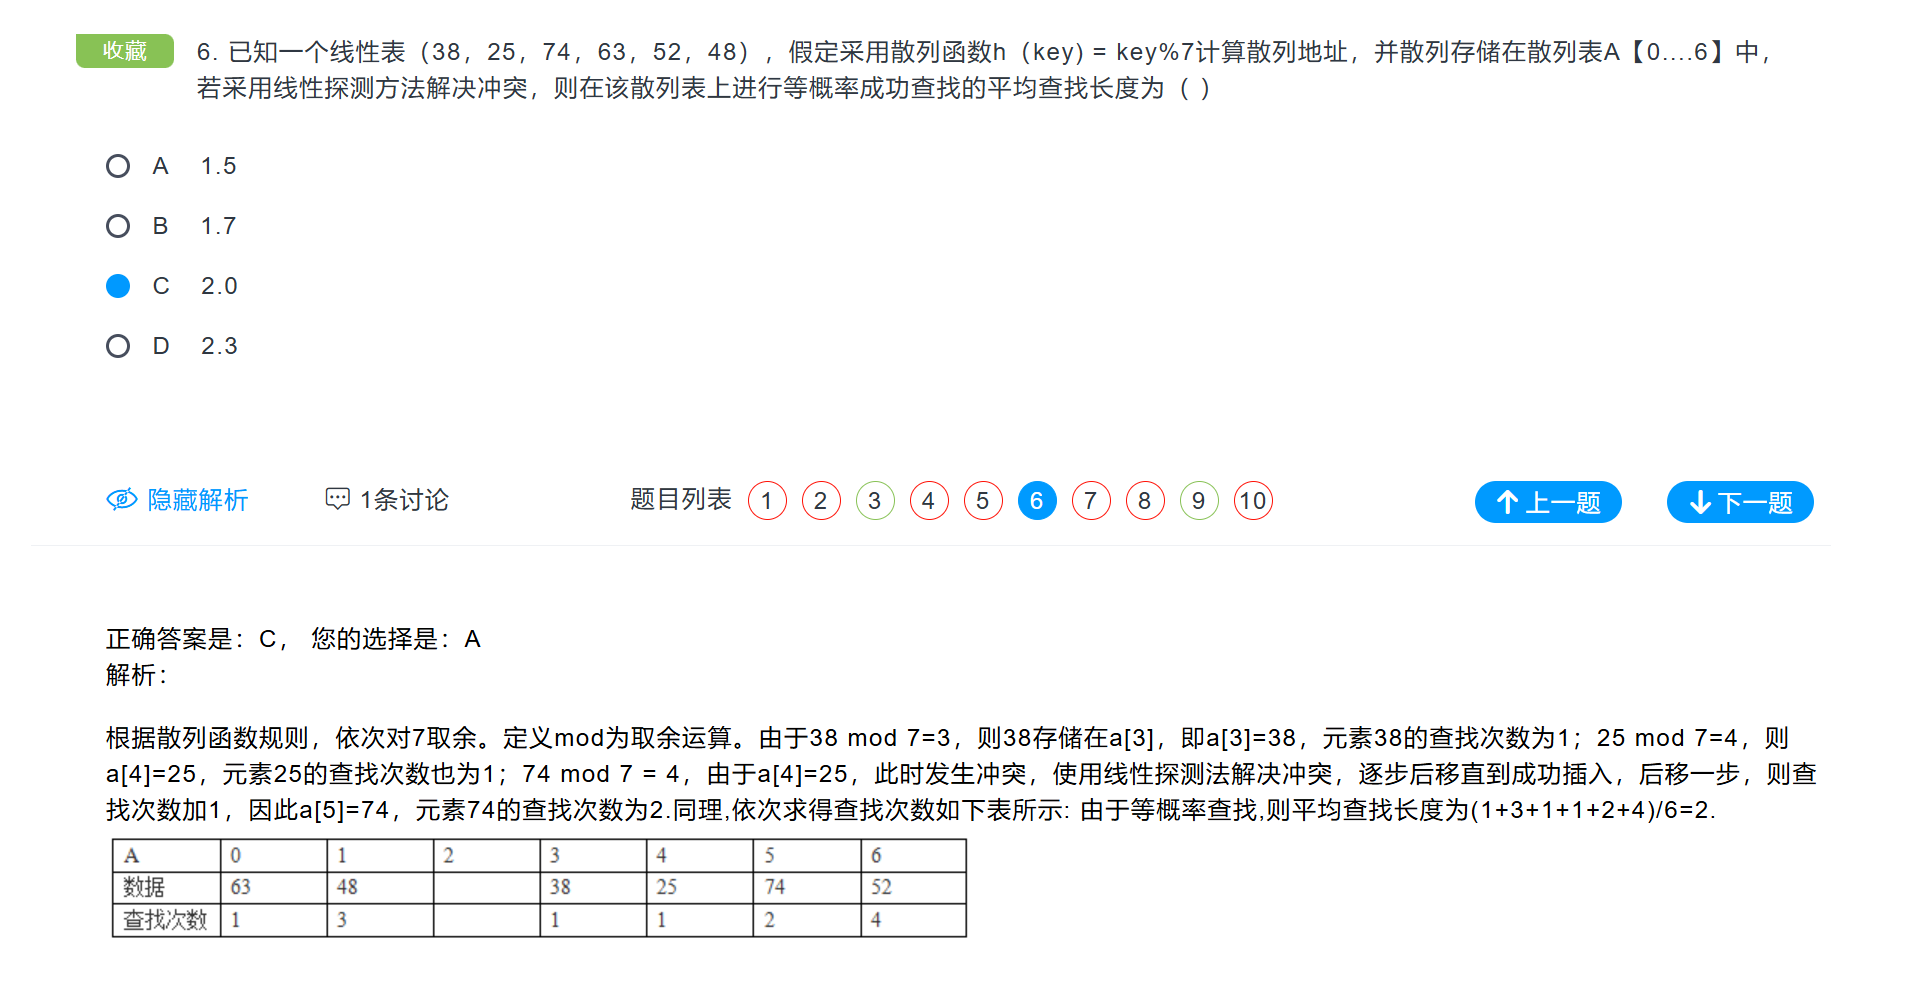 收藏
6. 已知一个线性表（38，25，74，63，52，48），假定采用散列函数h（key) = key%7计算散列地址，并散列存储在散列表A【0....6】中，
若采用线性探测方法解决冲突，则在该散列表上进行等概率成功查找的平均查找长度为（ ）
A 1.5
B 1.7
C 2.0
D 2.3
隐藏解析 1条讨论 题目列表 1 2 3 4 5 6 7 8 9 10 上一题 下一题
正确答案是：C， 您的选择是：A
解析：
根据散列函数规则，依次对7取余。定义mod为取余运算。由于38 mod 7=3，则38存储在a[3]，即a[3]=38，元素38的查找次数为1；25 mod 7=4，则
a[4]=25，元素25的查找次数也为1；74 mod 7 = 4，由于a[4]=25，此时发生冲突，使用线性探测法解决冲突，逐步后移直到成功插入，后移一步，则查
找次数加1，因此a[5]=74，元素74的查找次数为2.同理,依次求得查找次数如下表所示: 由于等概率查找,则平均查找长度为(1+3+1+1+2+4)/6=2.
A 0 1 2 3 4 5 6
数据 63 48 38 25 74 52
查找次数 1 3 1 1 2 4